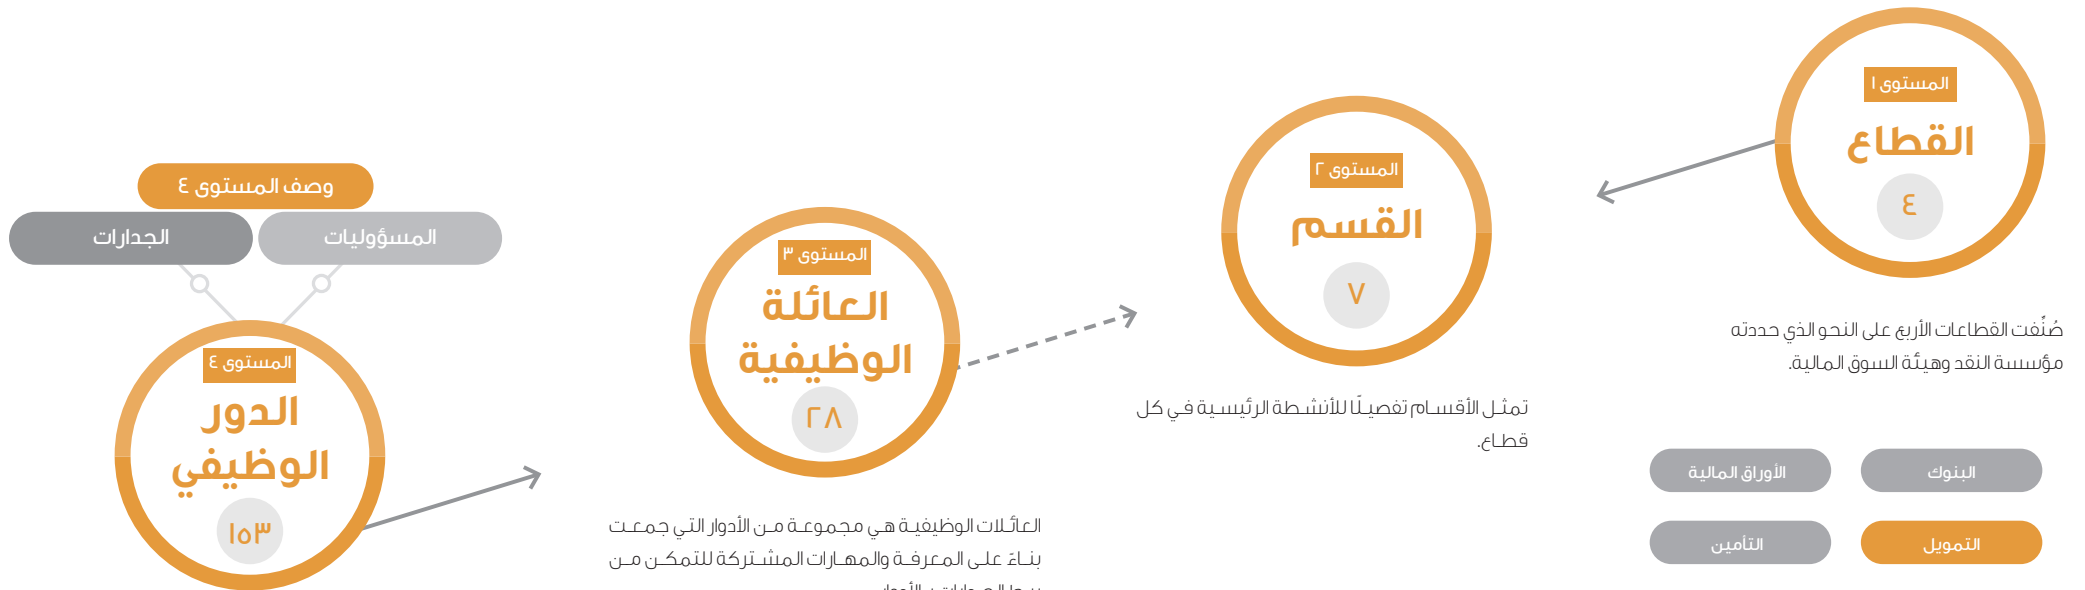 المستوى ١
القطاع
٤
صُنِّفت القطاعات الأربع على النحو الذي حددته
مؤسسة النقد وهيئة السوق المالية.
البنوك
الأوراق المالية
التمويل
التأمين
المستوى ٢
القسم
٧
تمثل الأقسام تفصيلًا للأنشطة الرئيسية في كل
قطاع.
المستوى ٣
العائلة
الوظيفية
٢٨
العائلات الوظيفية هي مجموعة من الأدوار التي جمعت
بناءً على المعرفة والمهارات المشتركة للتمكن من
وصف المستوى ٤
المسؤوليات
الجدارات
المستوى ٤
الدور
الوظيفي
١٥٣